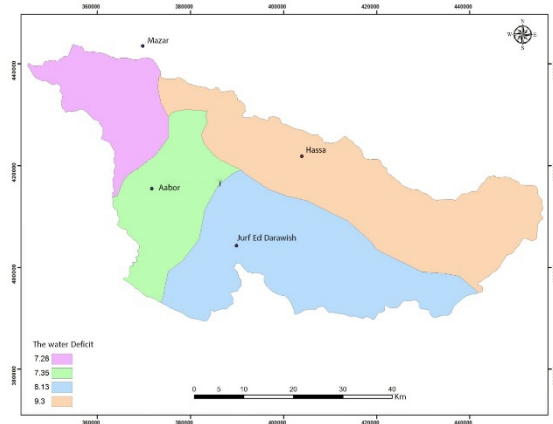 360000 380000 400000 420000 440000
Mazar
N
W E
S
440000
Hassa
420000
Aabor
Jurf Ed Darawish
400000
The water Deficit
7.28
7.35
8.13
9.3
380000
0 5 10 20 30 40
Km
360000 380000 400000 420000 440000